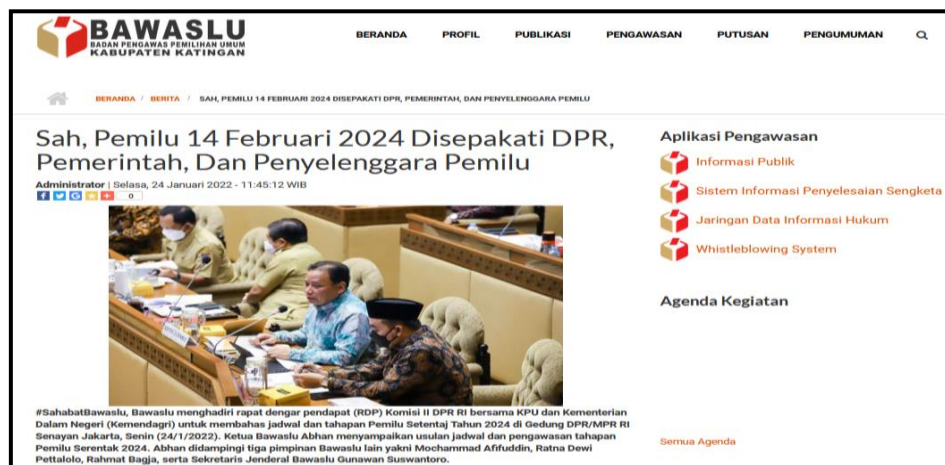 BAWASLU
BADAN PENGAWAS PEMILIHAN UMUM
KABUPATEN KATINGAN
BERANDA PROFIL PUBLIKASI PENGAWASAN PUTUSAN PENGUMUMAN
BERANDA / BERITA / SAH, PEMILU 14 FEBRUARI 2024 DISEPAKATI DPR, PEMERINTAH, DAN PENYELENGGARA PEMILU
Sah, Pemilu 14 Februari 2024 Disepakati DPR,
Pemerintah, Dan Penyelenggara Pemilu
Administrator | Selasa, 24 Januari 2022 - 11:45:12 WIB
0
#SahabatBawaslu, Bawaslu menghadiri rapat dengar pendapat (RDP) Komisi II DPR RI bersama KPU dan Kementerian
Dalam Negeri (Kemendagri) untuk membahas jadwal dan tahapan Pemilu Setentaj Tahun 2024 di Gedung DPR/MPR RI
Senayan Jakarta, Senin (24/1/2022). Ketua Bawaslu Abhan menyampaikan usulan jadwal dan pengawasan tahapan
Pemilu Serentak 2024. Abhan didampingi tiga pimpinan Bawaslu lain yakni Mochammad Afifuddin, Ratna Dewi
Pettalolo, Rahmat Bagja, serta Sekretaris Jenderal Bawaslu Gunawan Suswantoro.
Aplikasi Pengawasan
Informasi Publik
Sistem Informasi Penyelesaian Sengketa
Jaringan Data Informasi Hukum
Whistleblowing System
Agenda Kegiatan
Semua Agenda